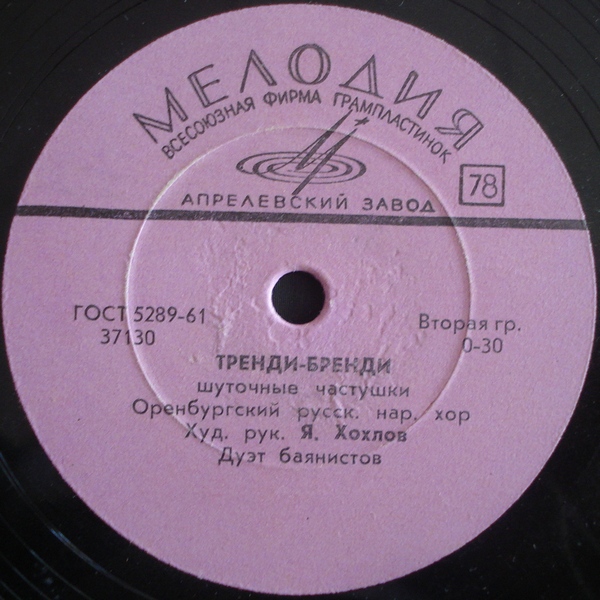 МЕЛОДИЯ
ВСЕСОЮЗНАЯ ФИРМА ГРАМПЛАСТИНОК
АПРЕЛЕВСКИЙ ЗАВОД
78
ГОСТ 5289-61
37130
Вторая гр.
0-30
ТРЕНДИ-БРЕНДИ
шуточные частушки
Оренбургский русск. нар. хор
Худ. рук. Я. Хохлов
Дуэт баянистов